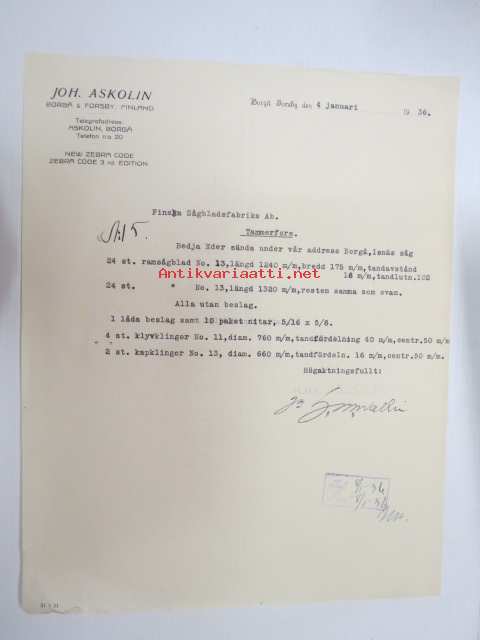 JOH. ASKOLIN
BORGÅ & FORSBY, FINLAND
Telegrafadress:
ASKOLIN, BORGÅ
Telefon n:o 20
NEW ZEBRA CODE
ZEBRA CODE 3 rd. EDITION
Borgå Borgå den 4 januari 19 36.
Finska Sågbladsfabriks Ab.
Tammerfors.
Bedja Eder sända under vår address Borgå, Isnäs såg
24 st. ramsågblad No. 13,längd 1240 m/m,bredd 175 m/m,tandavstånd
18 m/m,tandlutn.102
Antikvariaatti.net
24 st. " No. 13,längd 1320 m/m,resten samma som ovan.
Alla utan beslag.
1 låda beslag samt 10 paket nitar, 5/16 x 5/8.
4 st. klyvklingor No. 11,diam. 760 m/m,tandfördelning 40 m/m,centr.50 m/m
2 st. kapklingor No. 13, diam. 660 m/m,tandfördeln. 16 m/m,centr.50 m/m.
Högaktningsfullt: